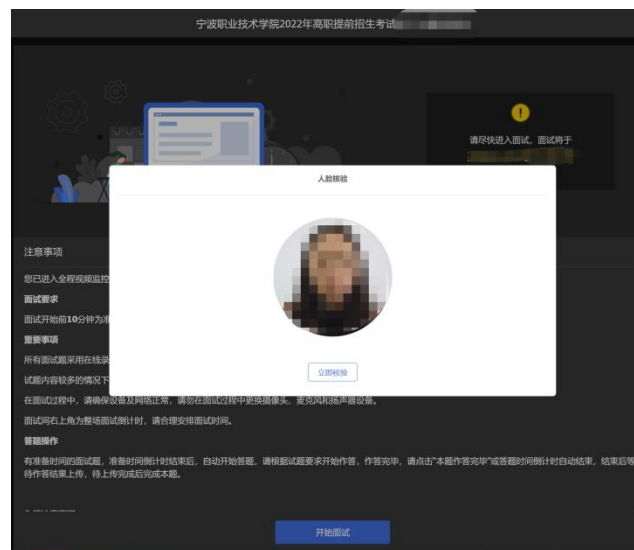 宁波职业技术学院2022年高职提前招生考试
请尽快进入面试，面试将于
人脸核验
立即核验
注意事项
您已进入全程视频监控
面试要求
面试开始前10分钟为准
重要事项
所有面试题采用在线录
试题内容较多的情况下
在面试过程中，请确保设备及网络正常，请勿在面试过程中更换摄像头、麦克风和扬声器设备。
面试间右上角为整场面试倒计时，请合理安排面试时间。
答题操作
有准备时间的面试题，准备时间倒计时结束后，自动开始答题，请根据试题要求开始作答，作答完毕，请点击"本题作答完毕"或答题时间倒计时自动结束，结束后等
待作答结果上传，待上传完成后完成本题。
开始面试